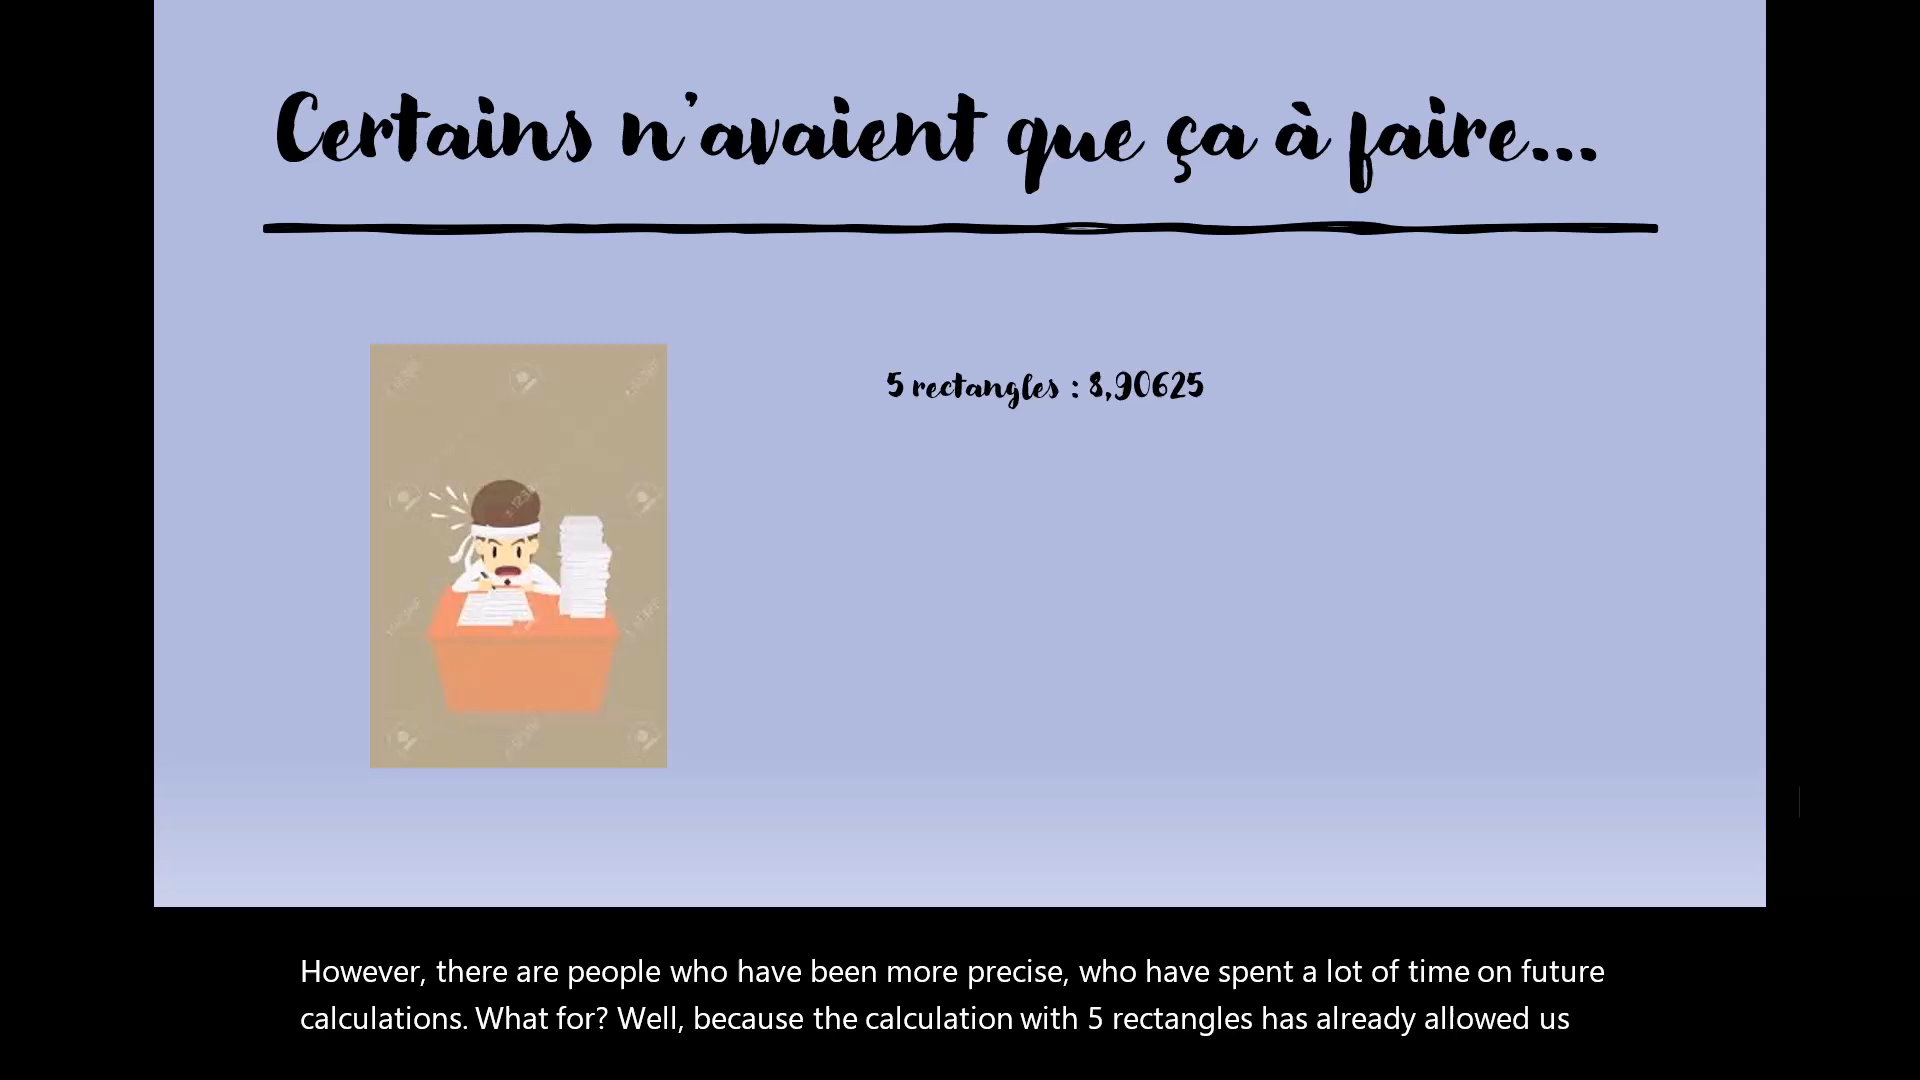 Certains n'avaient que ça à faire...
5 rectangles : 8,90625
However, there are people who have been more precise, who have spent a lot of time on future
calculations. What for? Well, because the calculation with 5 rectangles has already allowed us